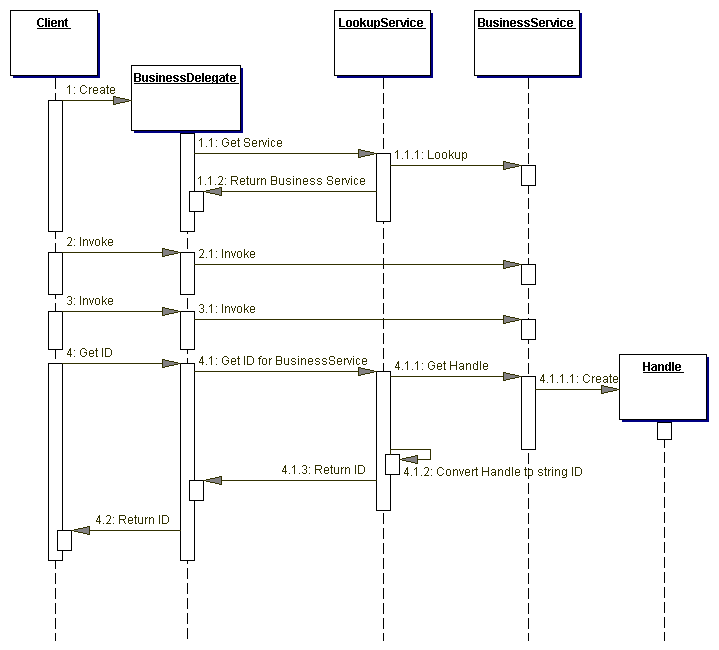 Client
LookupService
BusinessService
BusinessDelegate
1: Create
1.1: Get Service
1.1.1: Lookup
1.1.2: Return Business Service
2: Invoke
2.1: Invoke
3: Invoke
3.1: Invoke
4: Get ID
4.1: Get ID for BusinessService
4.1.1: Get Handle
Handle
4.1.1.1: Create
4.1.3: Return ID
4.1.2: Convert Handle to string ID
4.2: Return ID